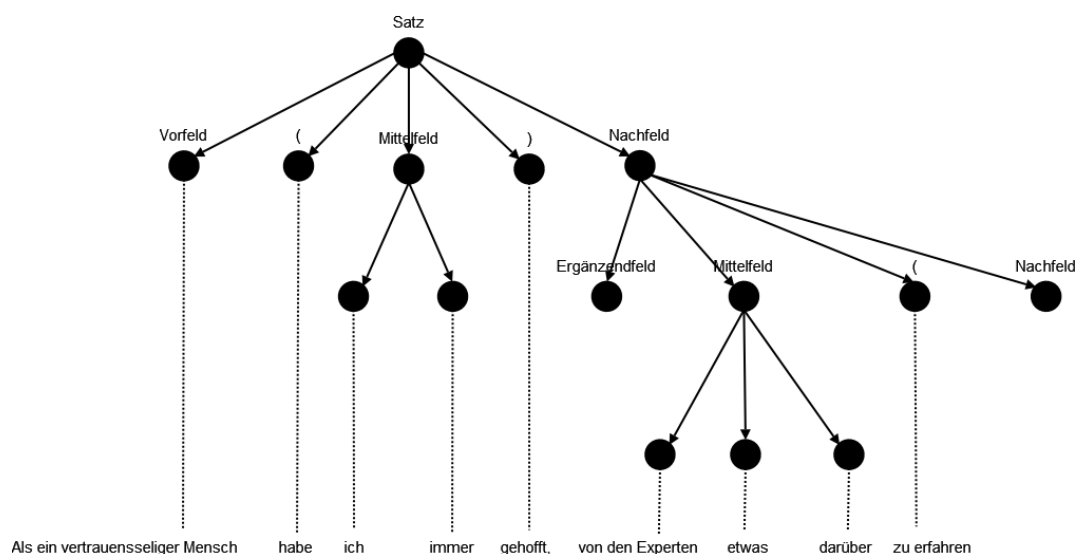 Satz
Vorfeld ( Mittelfeld ) Nachfeld
Ergänzendfeld Mittelfeld ( Nachfeld
Als ein vertrauensseliger Mensch habe ich immer gehofft, von den Experten etwas darüber zu erfahren